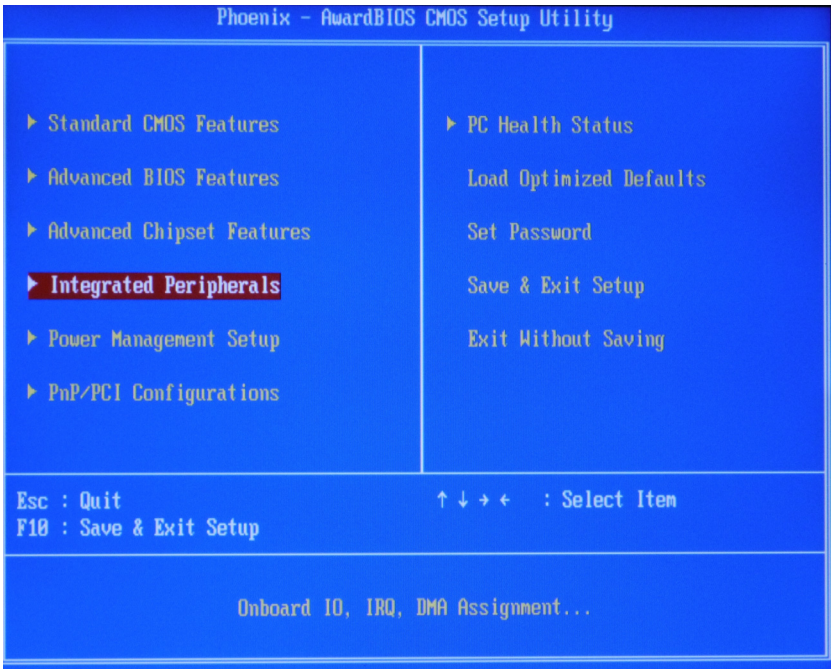 Phoenix - AwardBIOS CMOS Setup Utility
Standard CMOS Features
Advanced BIOS Features
Advanced Chipset Features
Integrated Peripherals
Power Management Setup
PnP/PCI Configurations
PC Health Status
Load Optimized Defaults
Set Password
Save & Exit Setup
Exit Without Saving
Esc : Quit
F10 : Save & Exit Setup
↑ ↓ → ← : Select Item
Onboard IO, IRQ, DMA Assignment...